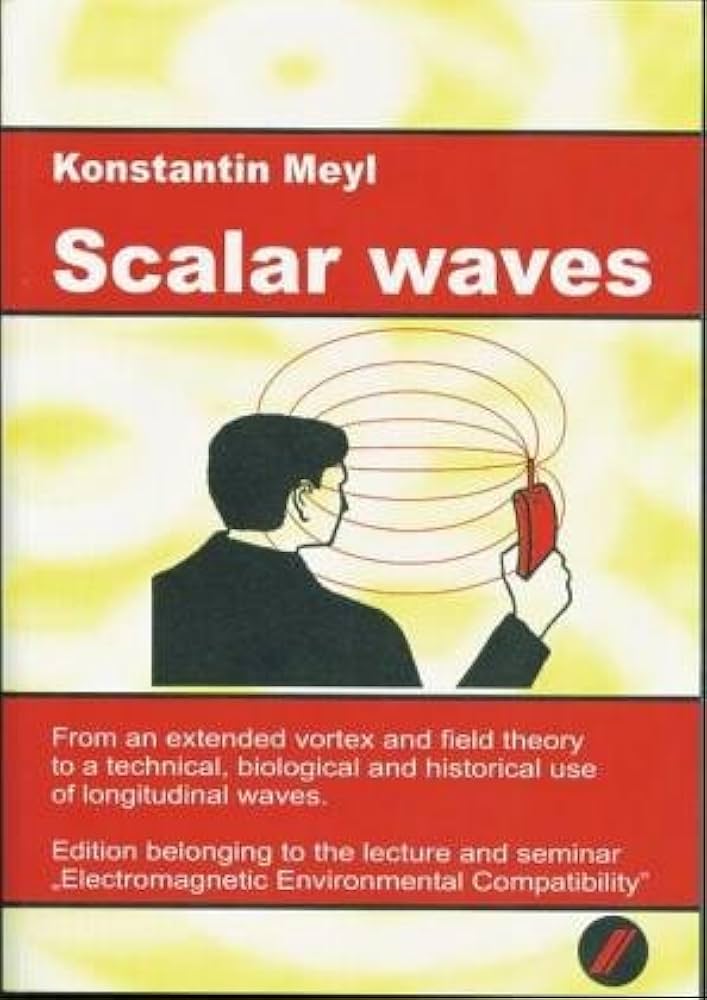 Konstantin Meyl
Scalar waves
From an extended vortex and field theory
to a technical, biological and historical use
of longitudinal waves.
Edition belonging to the lecture and seminar
„Electromagnetic Environmental Compatibility”